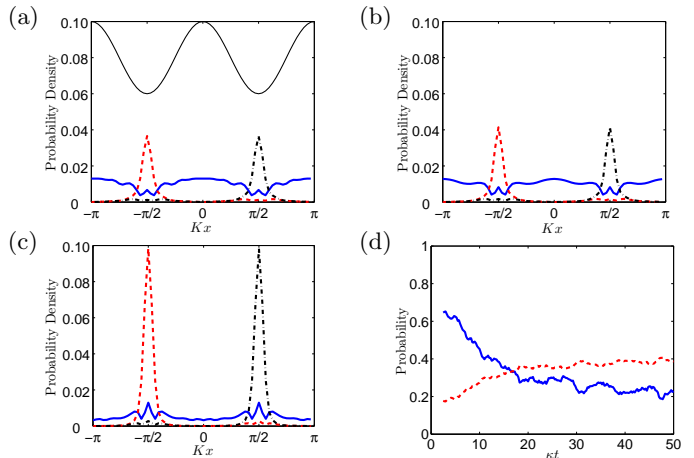 (a)
Probability Density
0.10
0.08
0.06
0.04
0.02
0
−π −π/2 0 π/2 π
Kx
(b)
Probability Density
0.10
0.08
0.06
0.04
0.02
0
−π −π/2 0 π/2 π
Kx
(c)
Probability Density
0.10
0.08
0.06
0.04
0.02
0
−π −π/2 0 π/2 π
Kx
(d)
Probability
1
0.8
0.6
0.4
0.2
0
0 10 20 30 40 50
κt